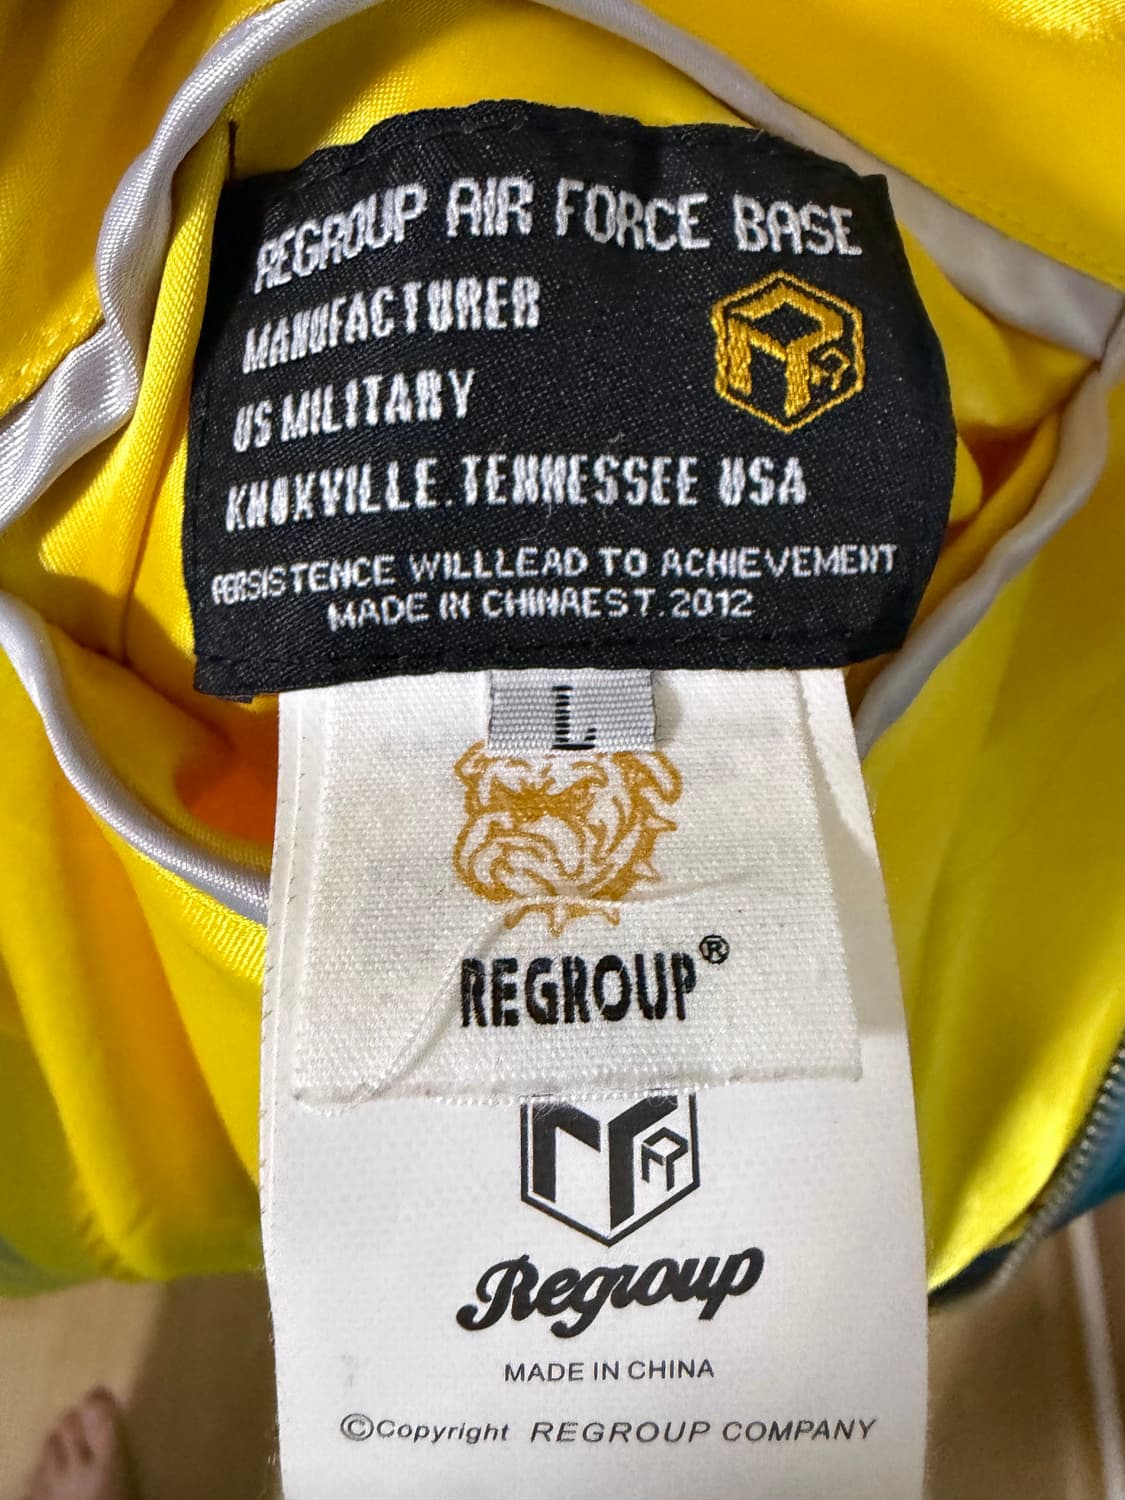 REGROUP AIR FORCE BASE
MANUFACTURER
US MILITARY
KNOXVILLE.TENNESSEE USA
PERSISTENCE WILLLEAD TO ACHIEVEMENT
MADE IN CHINAEST.2012
L
REGROUP®
Regroup
MADE IN CHINA
©Copyright REGROUP COMPANY